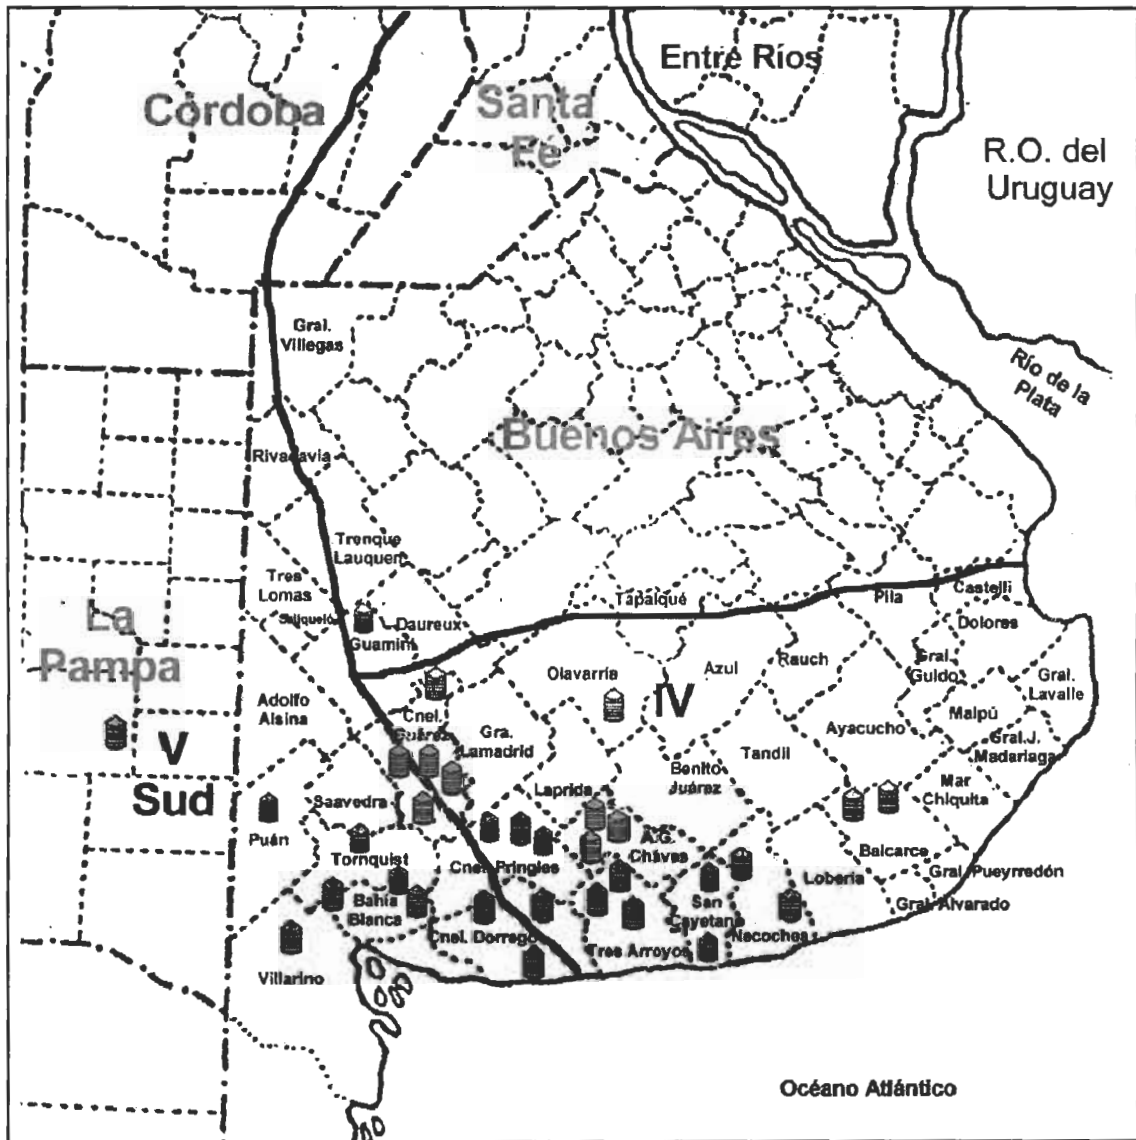 Entre Ríos
Córdoba
Santa
Fé
R.O. del
Uruguay
Gral.
Villegas
Río de la
Plata
Buenos Aires
Rivadavia
Trenque
Lauquen
Tres
Lomas
Salliqueló
Daureux
Guaminí
Tapalqué
Pila
Castelli
Dolores
La
Pampa
Olavarría
Azul
Rauch
Gral.
Guido
Gral.
Lavalle
Adolfo
Alsina
IV
Cnel.
Suárez
Gra.
Lamadrid
Ayacucho
Maipú
Gral.J.
Madariaga
V
Sud
Tandil
Benito
Juárez
Mar
Chiquita
Laprida
Saavedra
Puán
A.G.
Cháves
Balcarce
Tornquist
Cnel. Pringles
Lobería
Gral. Pueyrredón
Bahía
Blanca
San
Cayetano
Gral. Alvarado
Cnel. Dorrego
Necochea
Tres Arroyos
Villarino
Océano Atlántico